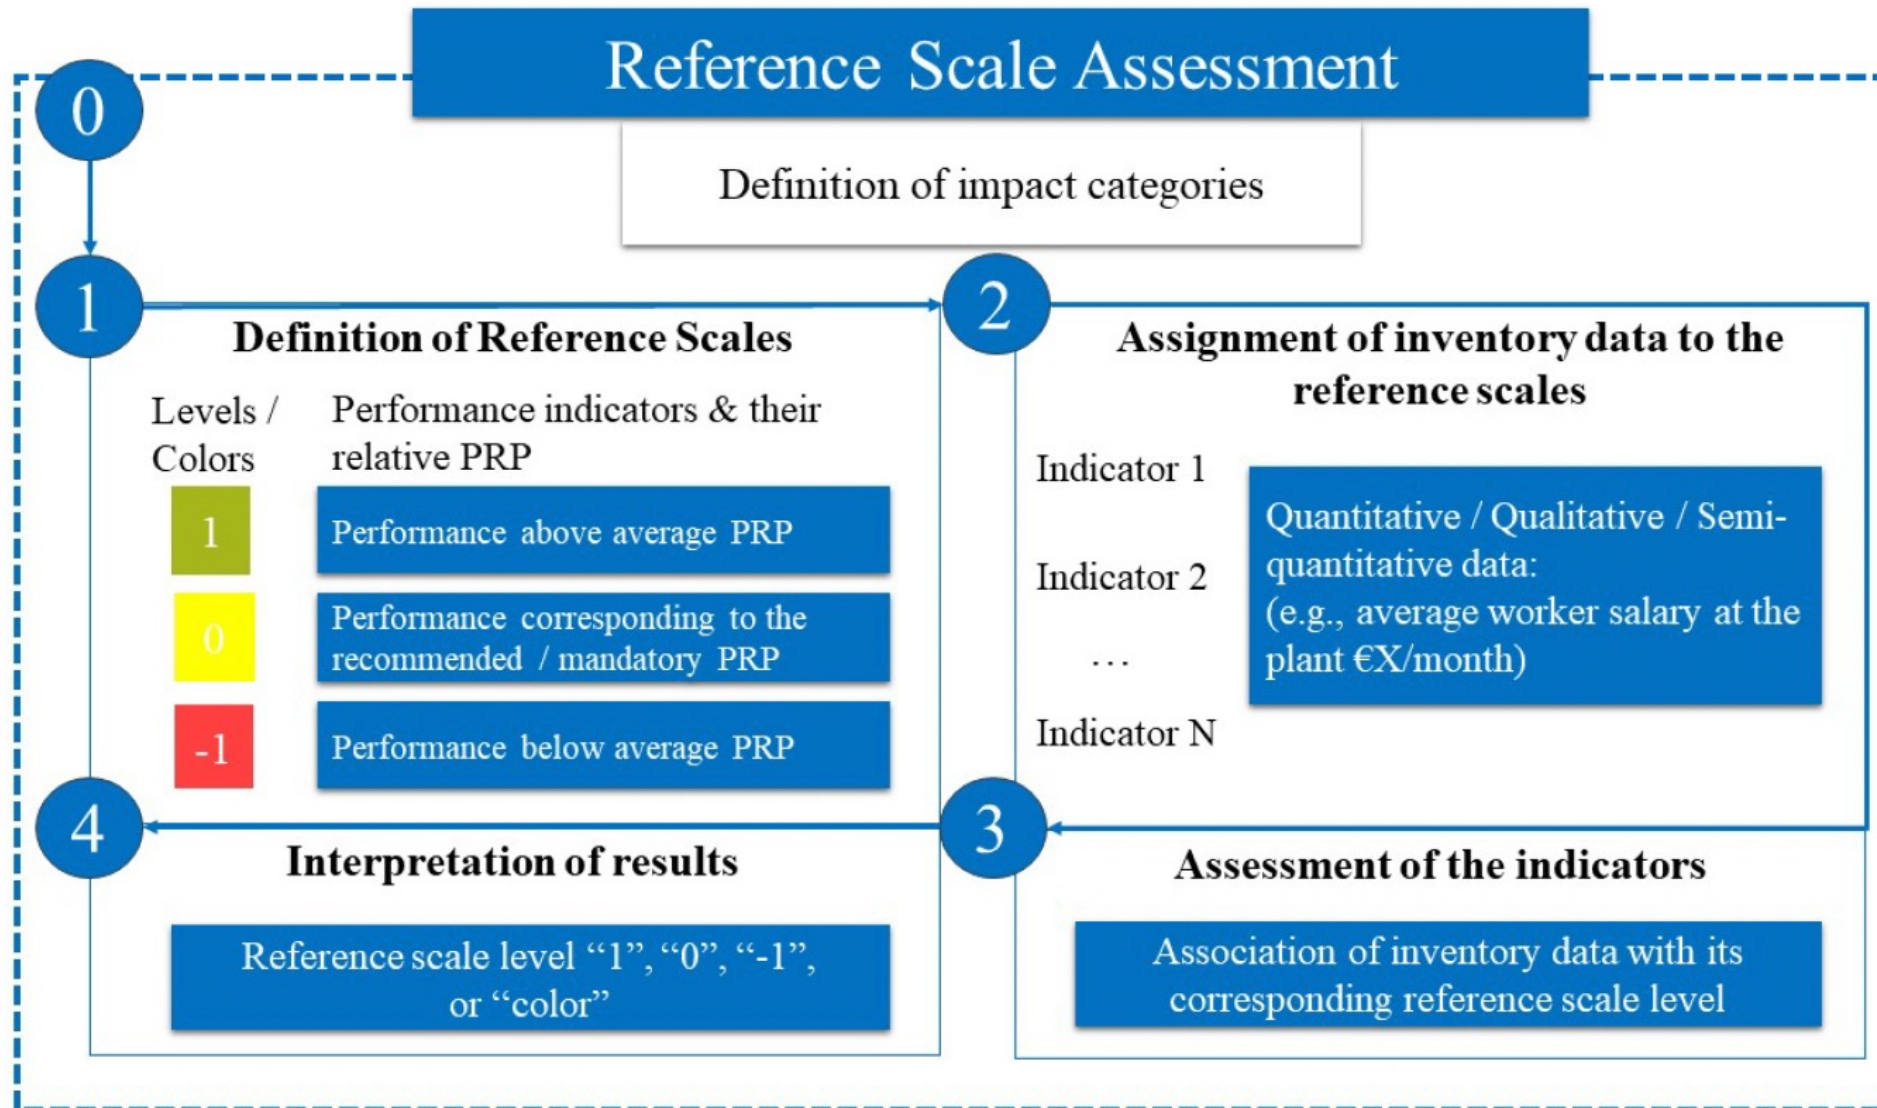 Reference Scale Assessment
0
Definition of impact categories
1
Definition of Reference Scales
Levels /
Colors
Performance indicators & their
relative PRP
1
Performance above average PRP
0
Performance corresponding to the
recommended / mandatory PRP
-1
Performance below average PRP
2
Assignment of inventory data to the
reference scales
Indicator 1
Indicator 2
...
Indicator N
Quantitative / Qualitative / Semi-
quantitative data:
(e.g., average worker salary at the
plant €X/month)
3
Assessment of the indicators
Association of inventory data with its
corresponding reference scale level
4
Interpretation of results
Reference scale level “1”, “0”, “-1”,
or “color”